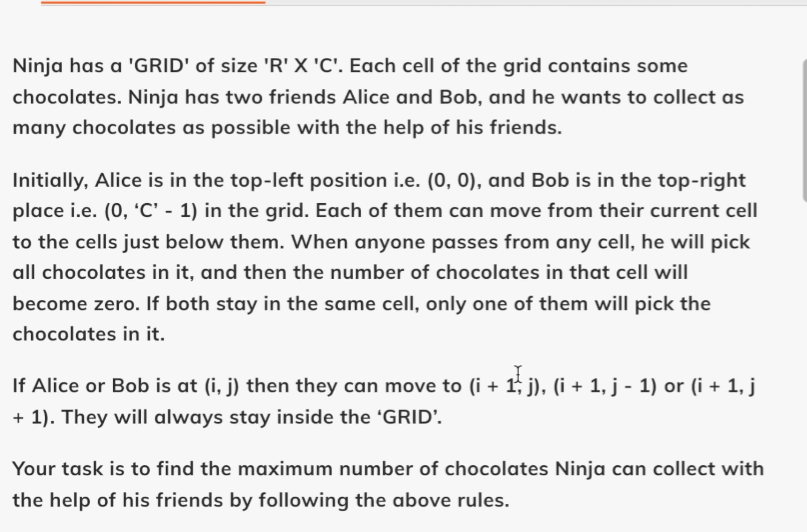 Ninja has a 'GRID' of size 'R' X 'C'. Each cell of the grid contains some
chocolates. Ninja has two friends Alice and Bob, and he wants to collect as
many chocolates as possible with the help of his friends.
Initially, Alice is in the top-left position i.e. (0, 0), and Bob is in the top-right
place i.e. (0, ‘C’ - 1) in the grid. Each of them can move from their current cell
to the cells just below them. When anyone passes from any cell, he will pick
all chocolates in it, and then the number of chocolates in that cell will
become zero. If both stay in the same cell, only one of them will pick the
chocolates in it.
If Alice or Bob is at (i, j) then they can move to (i + 1, j), (i + 1, j - 1) or (i + 1, j
+ 1). They will always stay inside the ‘GRID’.
Your task is to find the maximum number of chocolates Ninja can collect with
the help of his friends by following the above rules.